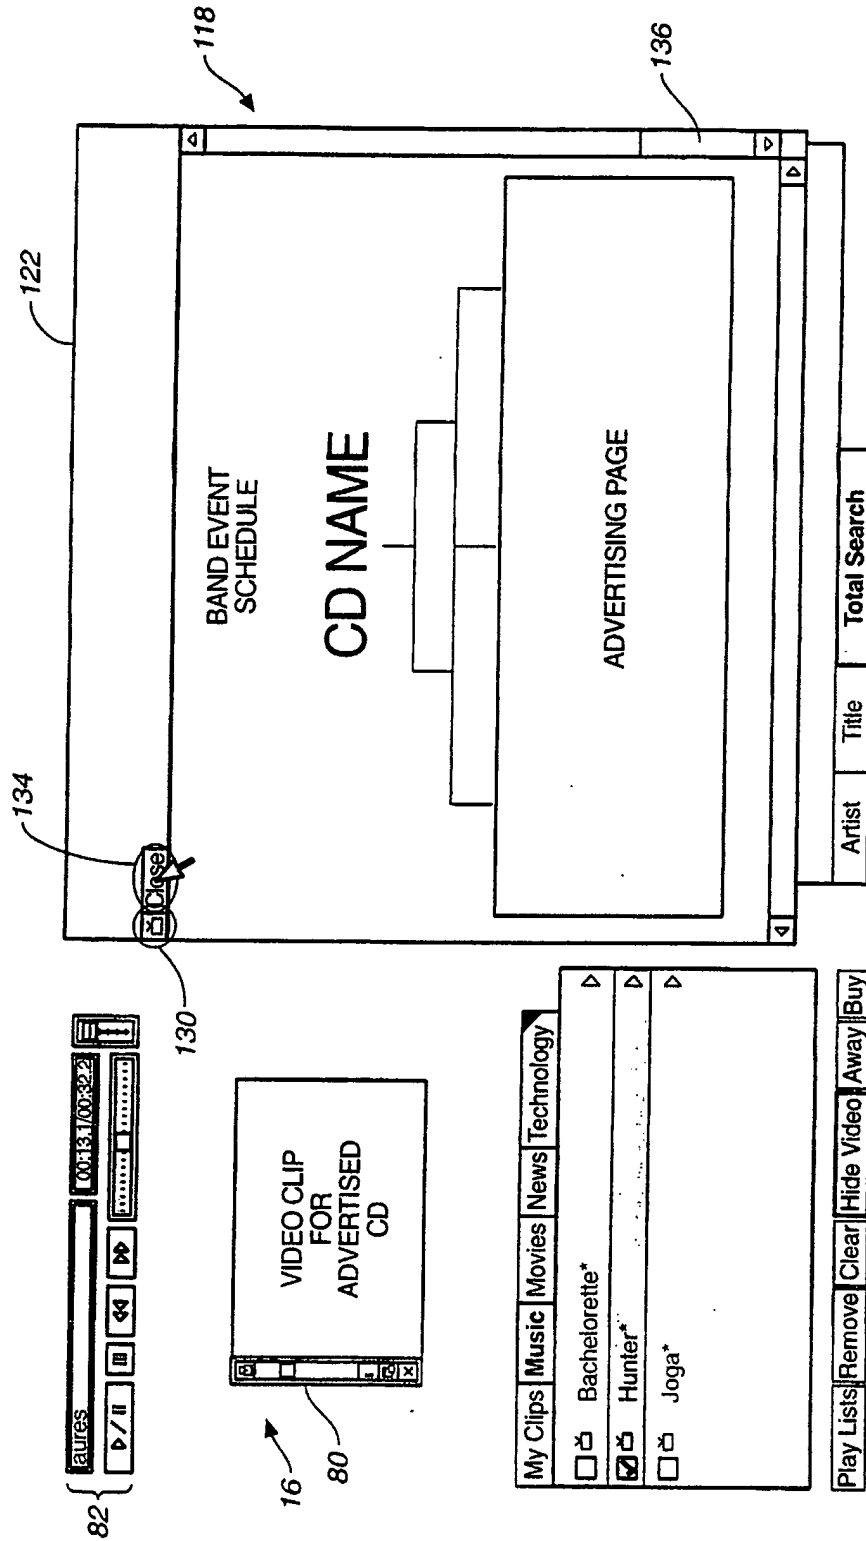 82
aures
00:13.1/00:32.2
16
80
VIDEO CLIP
FOR
ADVERTISED
CD
My Clips Music Movies News Technology
Bachelorette*
Hunter*
Joga*
Play Lists Remove Clear Hide Video Away Buy
130
134
Close
122
118
BAND EVENT
SCHEDULE
CD NAME
ADVERTISING PAGE
136
Artist Title Total Search